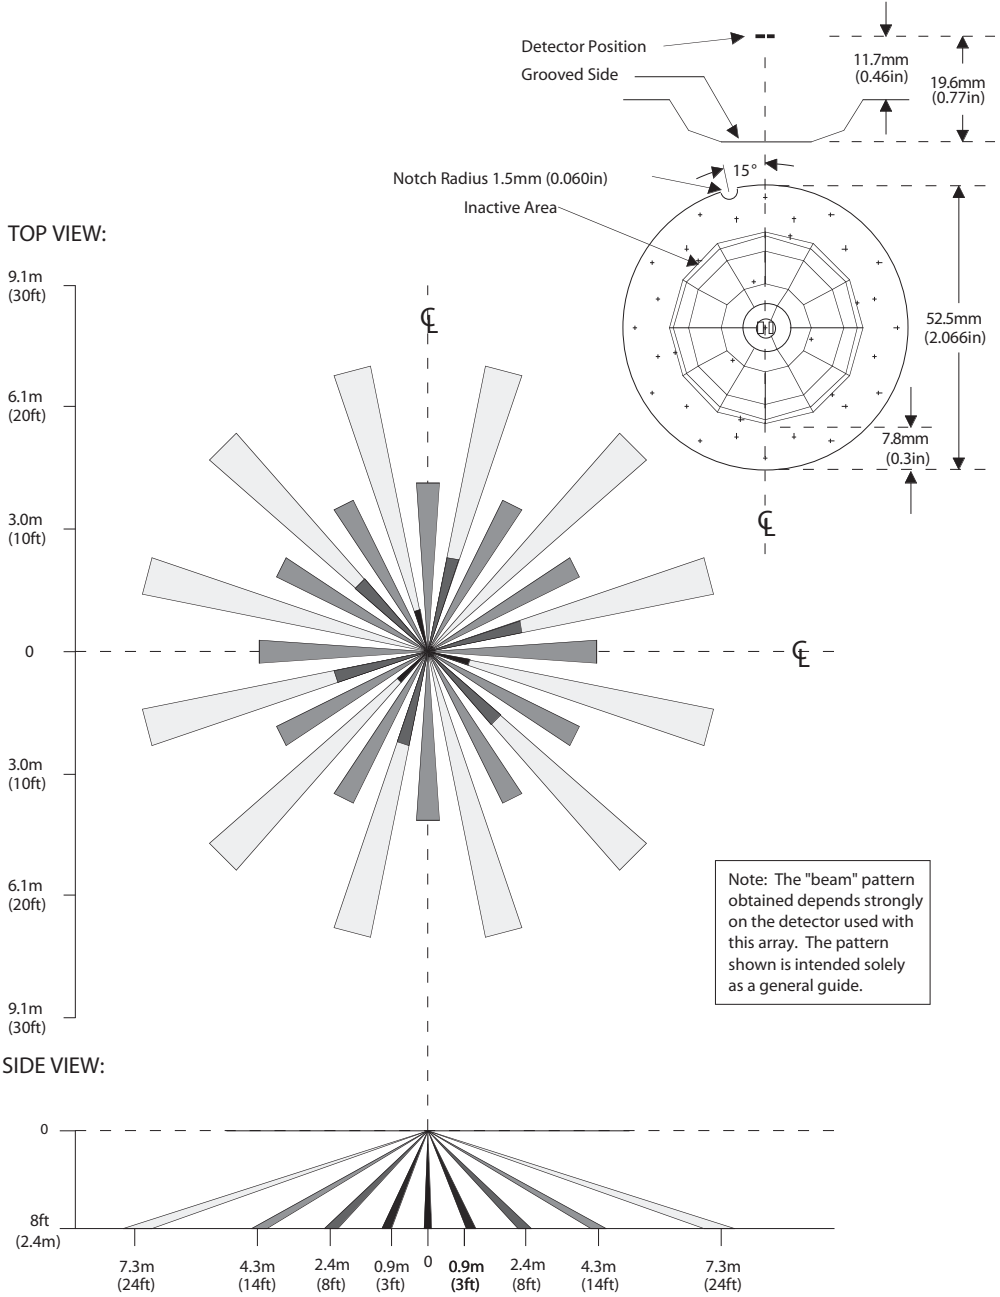 Detector Position
Grooved Side
11.7mm
(0.46in)
19.6mm
(0.77in)
15°
Notch Radius 1.5mm (0.060in)
Inactive Area
52.5mm
(2.066in)
7.8mm
(0.3in)
℄
TOP VIEW:
9.1m
(30ft)
6.1m
(20ft)
3.0m
(10ft)
0
3.0m
(10ft)
6.1m
(20ft)
9.1m
(30ft)
℄
℄
Note: The "beam" pattern
obtained depends strongly
on the detector used with
this array. The pattern
shown is intended solely
as a general guide.
SIDE VIEW:
0
8ft
(2.4m)
7.3m
(24ft)
4.3m
(14ft)
2.4m
(8ft)
0.9m
(3ft)
0
0.9m
(3ft)
2.4m
(8ft)
4.3m
(14ft)
7.3m
(24ft)